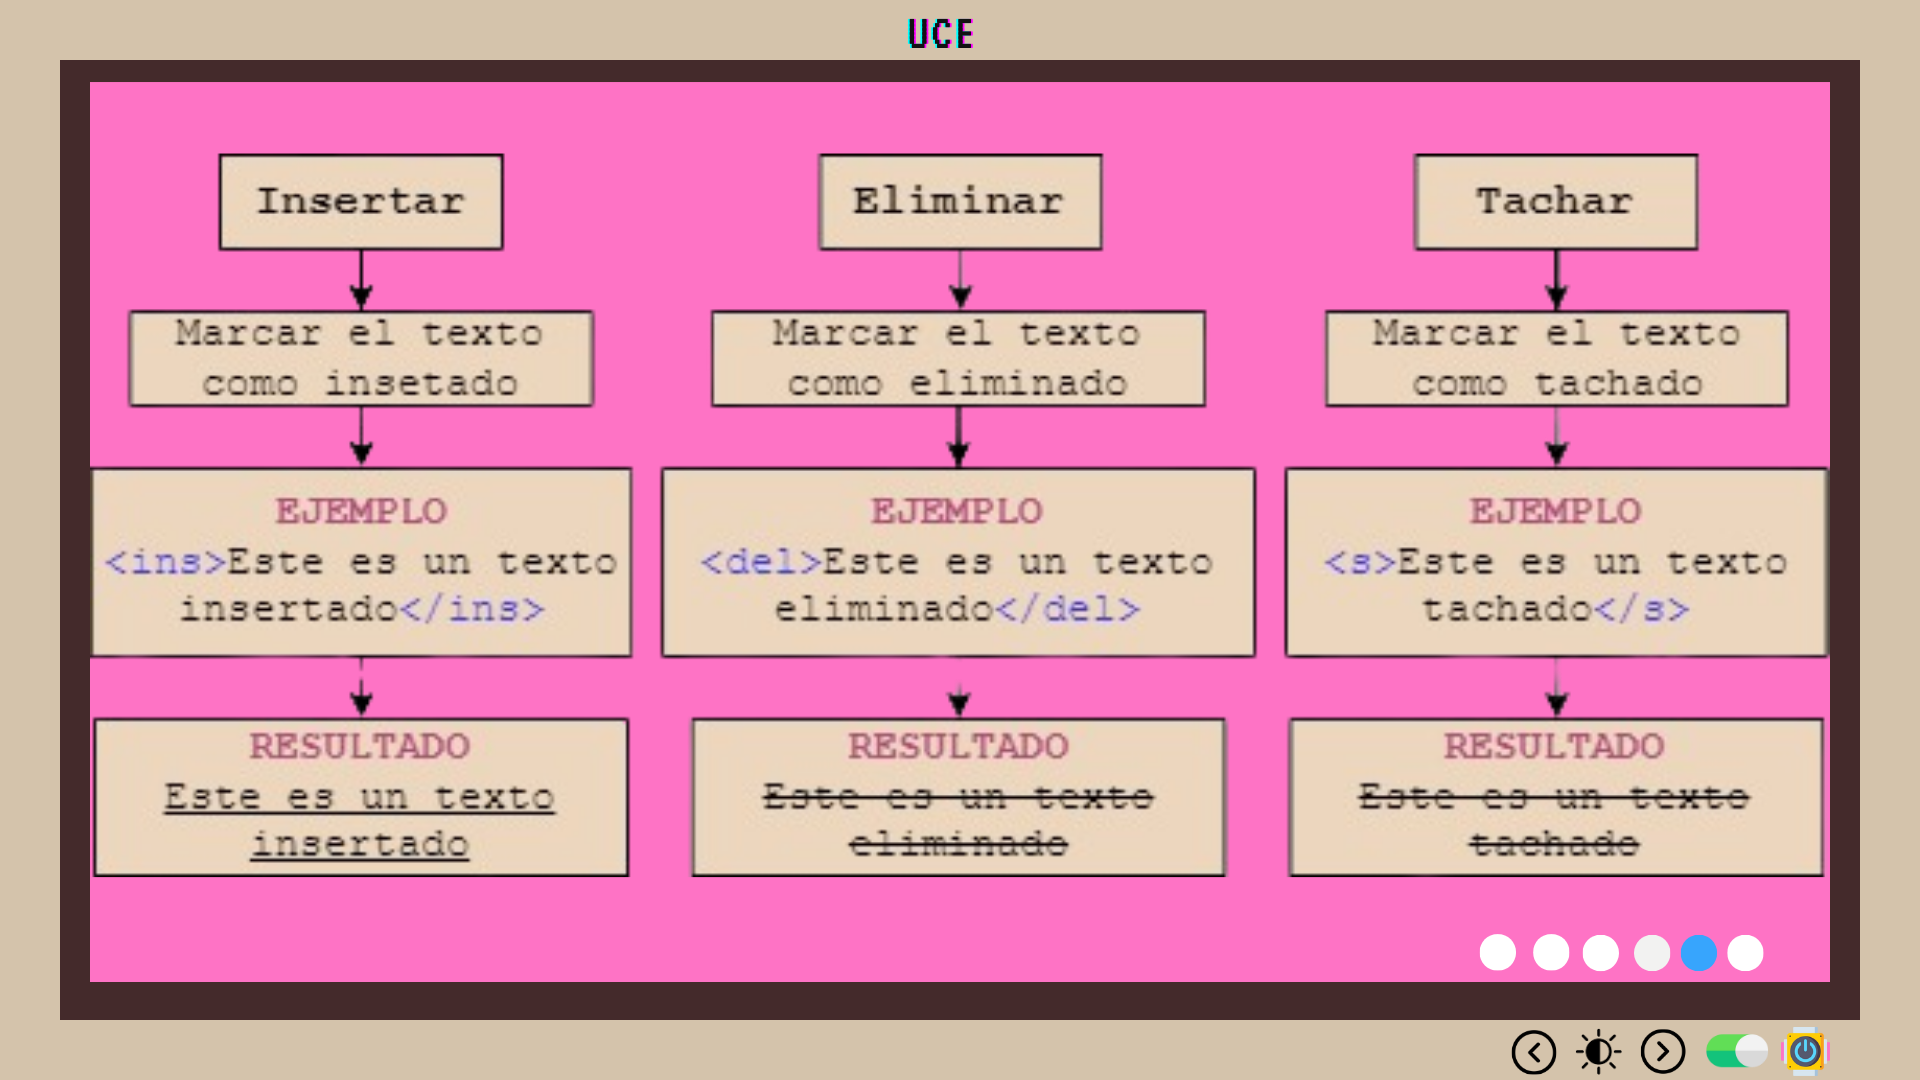 UCE
Insertar
Marcar el texto
como insetado
EJEMPLO
<ins>Este es un texto
insertado</ins>
RESULTADO
Este es un texto
insertado
Eliminar
Marcar el texto
como eliminado
EJEMPLO
<del>Este es un texto
eliminado</del>
RESULTADO
Este es un texto
eliminado
Tachar
Marcar el texto
como tachado
EJEMPLO
<s>Este es un texto
tachado</s>
RESULTADO
Este es un texto
tachado